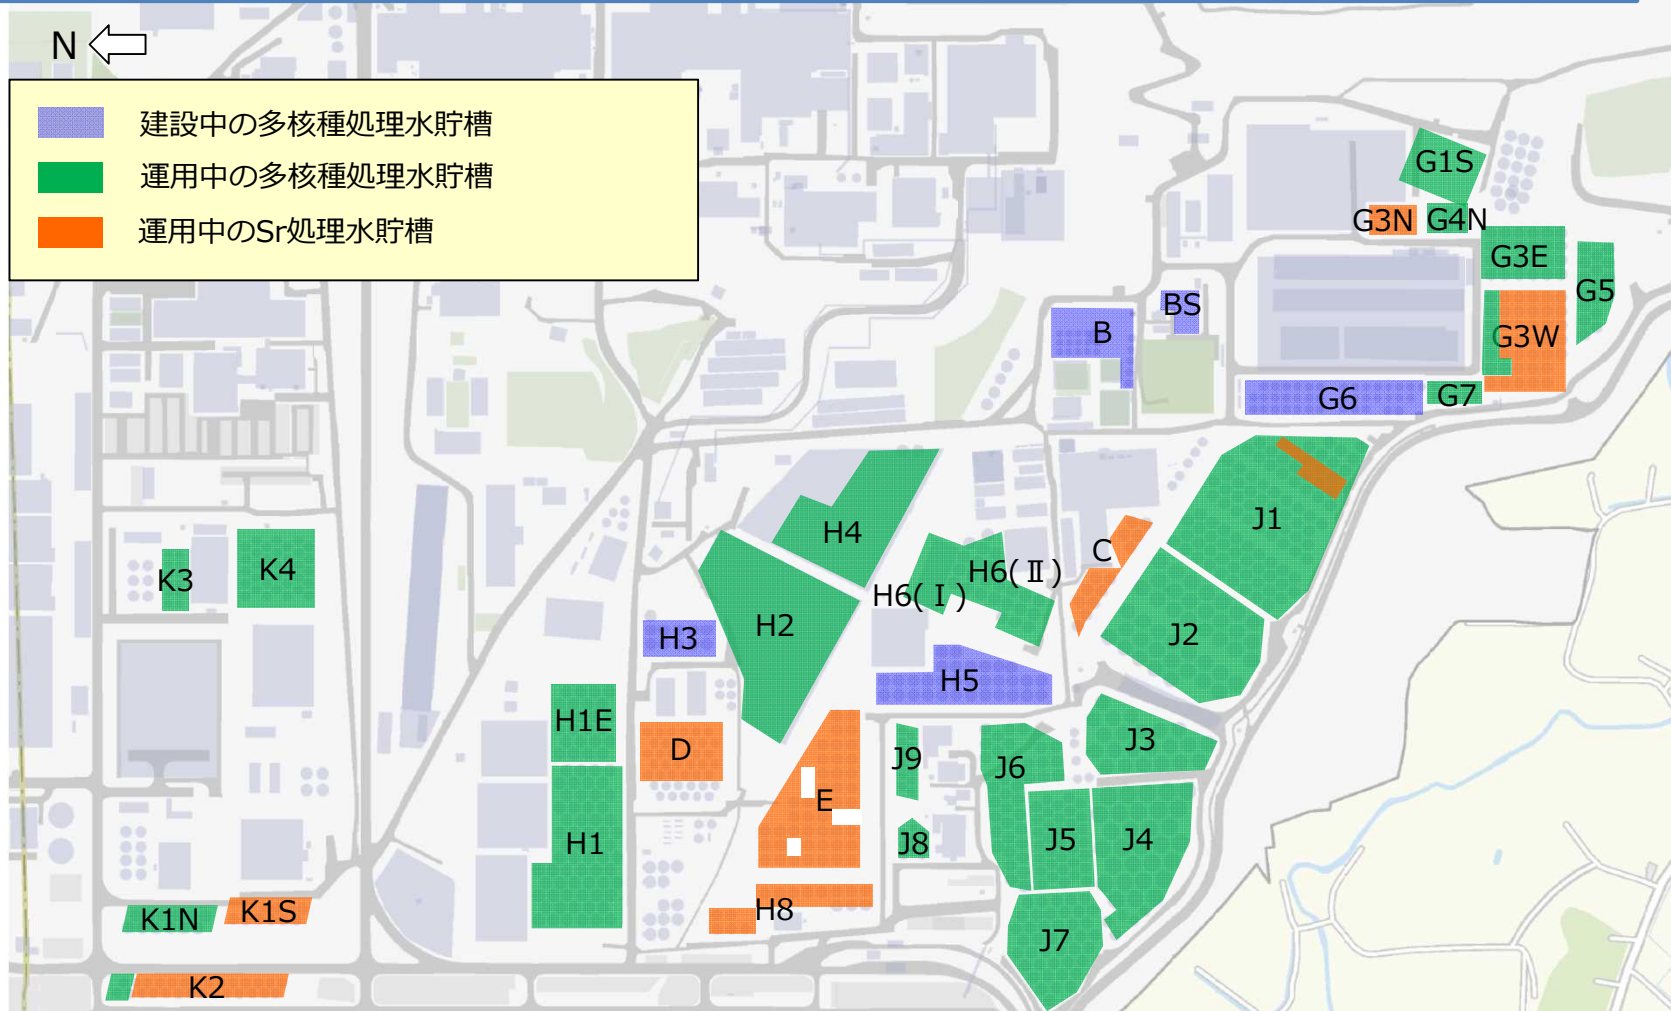 N
建設中の多核種処理水貯槽
運用中の多核種処理水貯槽
運用中のSr処理水貯槽
G1S
G3N
G4N
G3E
G5
BS
B
G3W
G6
G7
H4
J1
C
K3
K4
H6(Ⅰ)
H6(Ⅱ)
H2
H3
J2
H5
H1E
D
J9
J6
J3
E
H1
J8
J5
J4
K1N
K1S
H8
J7
K2